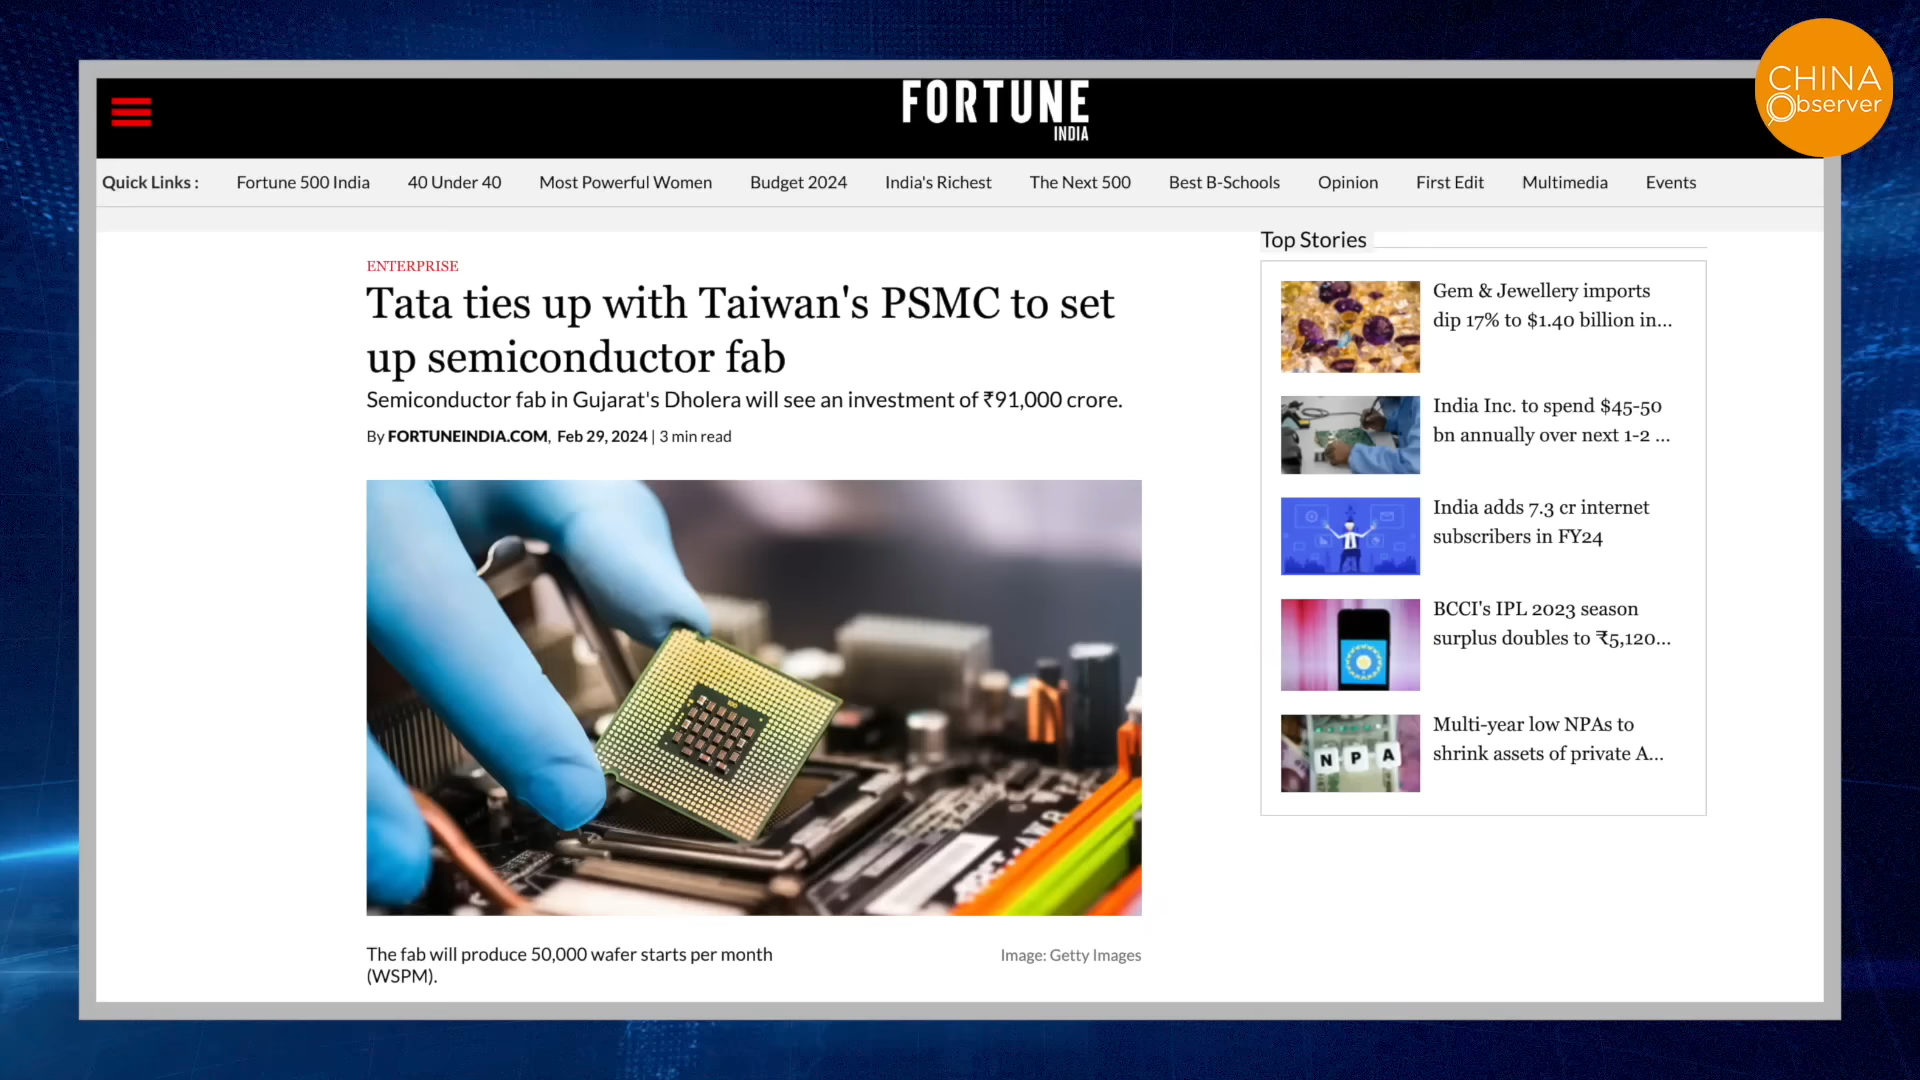 CHINA
Observer
FORTUNE
INDIA
Quick Links : Fortune 500 India 40 Under 40 Most Powerful Women Budget 2024 India's Richest The Next 500 Best B-Schools Opinion First Edit Multimedia Events
ENTERPRISE
Tata ties up with Taiwan's PSMC to set
up semiconductor fab
Semiconductor fab in Gujarat's Dholera will see an investment of ₹91,000 crore.
By FORTUNEINDIA.COM, Feb 29, 2024 | 3 min read
The fab will produce 50,000 wafer starts per month
(WSPM).
Image: Getty Images
Top Stories
Gem & Jewellery imports
dip 17% to $1.40 billion in...
India Inc. to spend $45-50
bn annually over next 1-2 ...
India adds 7.3 cr internet
subscribers in FY24
BCCI's IPL 2023 season
surplus doubles to ₹5,120...
N P A
Multi-year low NPAs to
shrink assets of private A...